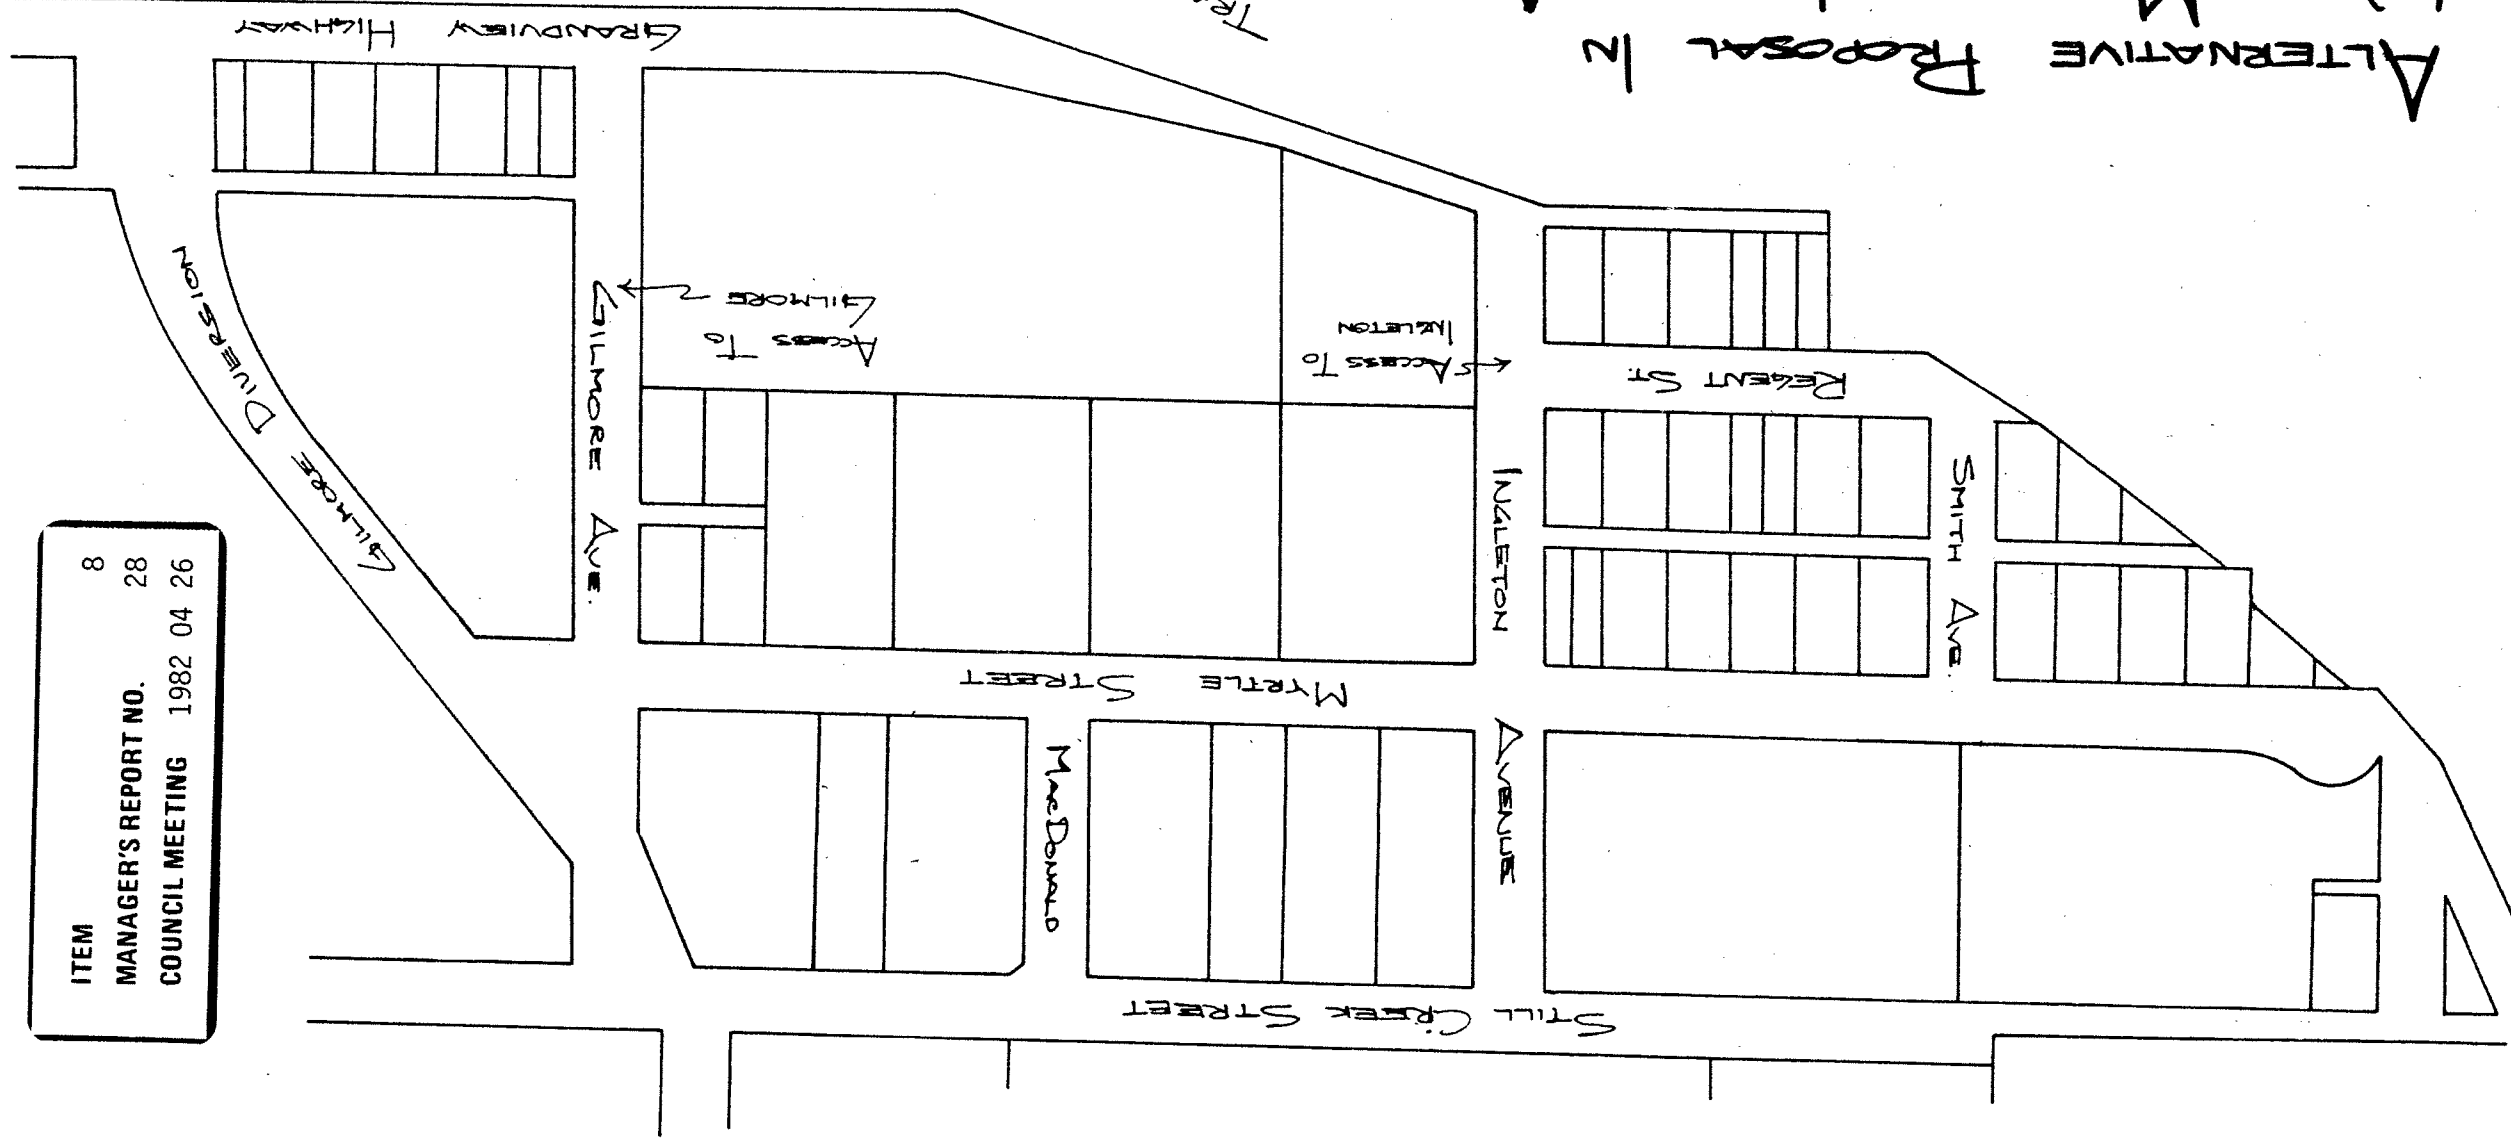 ALTERNATIVE PROPOSAL IN
GRANDVIEW HIGHWAY
GILMORE DIVERSION
GILMORE AVE.
ACCESS TO
GILMORE
ACCESS TO
INGLETON
REGENT ST.
SMITH AVE.
INGLETON AVENUE
MYRTLE STREET
MACDONALD
STILL CREEK STREET
ITEM 8
MANAGER'S REPORT NO. 28
COUNCIL MEETING 1982 04 26